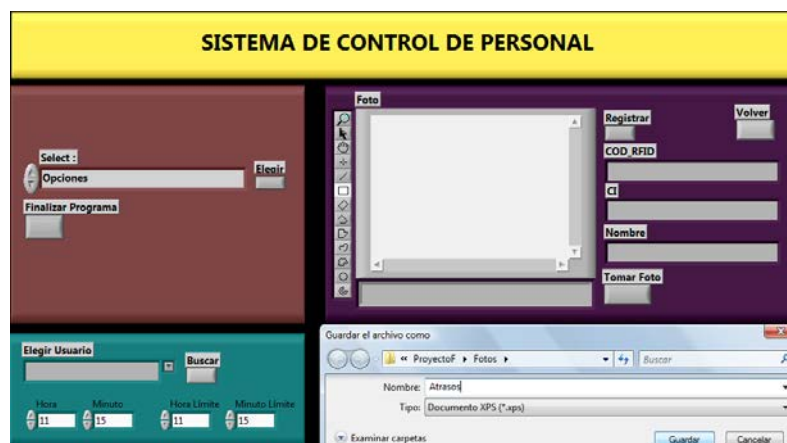 SISTEMA DE CONTROL DE PERSONAL
Select :
Opciones
Elegir
Finalizar Programa
Foto
Registrar
Volver
COD_RFID
CI
Nombre
Tomar Foto
Elegir Usuario
Buscar
Hora
Minuto
Hora Limite
Minuto Limite
11
15
11
15
Guardar el archivo como
« ProyectoF Fotos
Buscar
Nombre: Atrasos
Tipo: Documento XPS (*.xps)
Examinar carpetas
Guardar
Cancelar